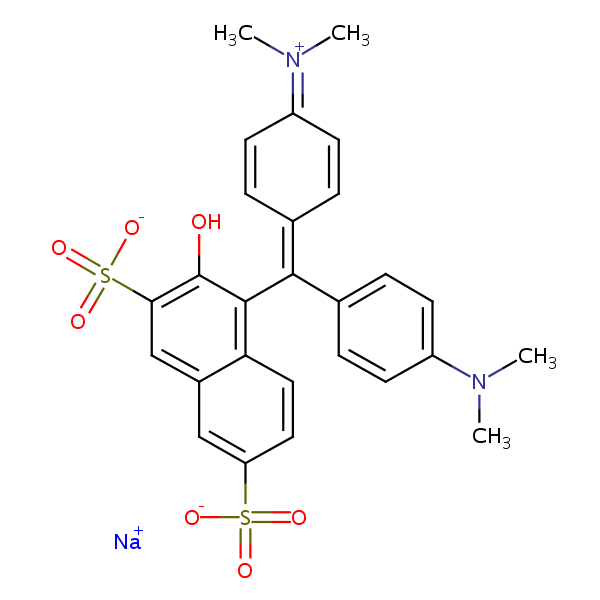 H3C CH3
N+
O- OH
O
S
O
CH3
N
CH3
O- S O
Na+
O